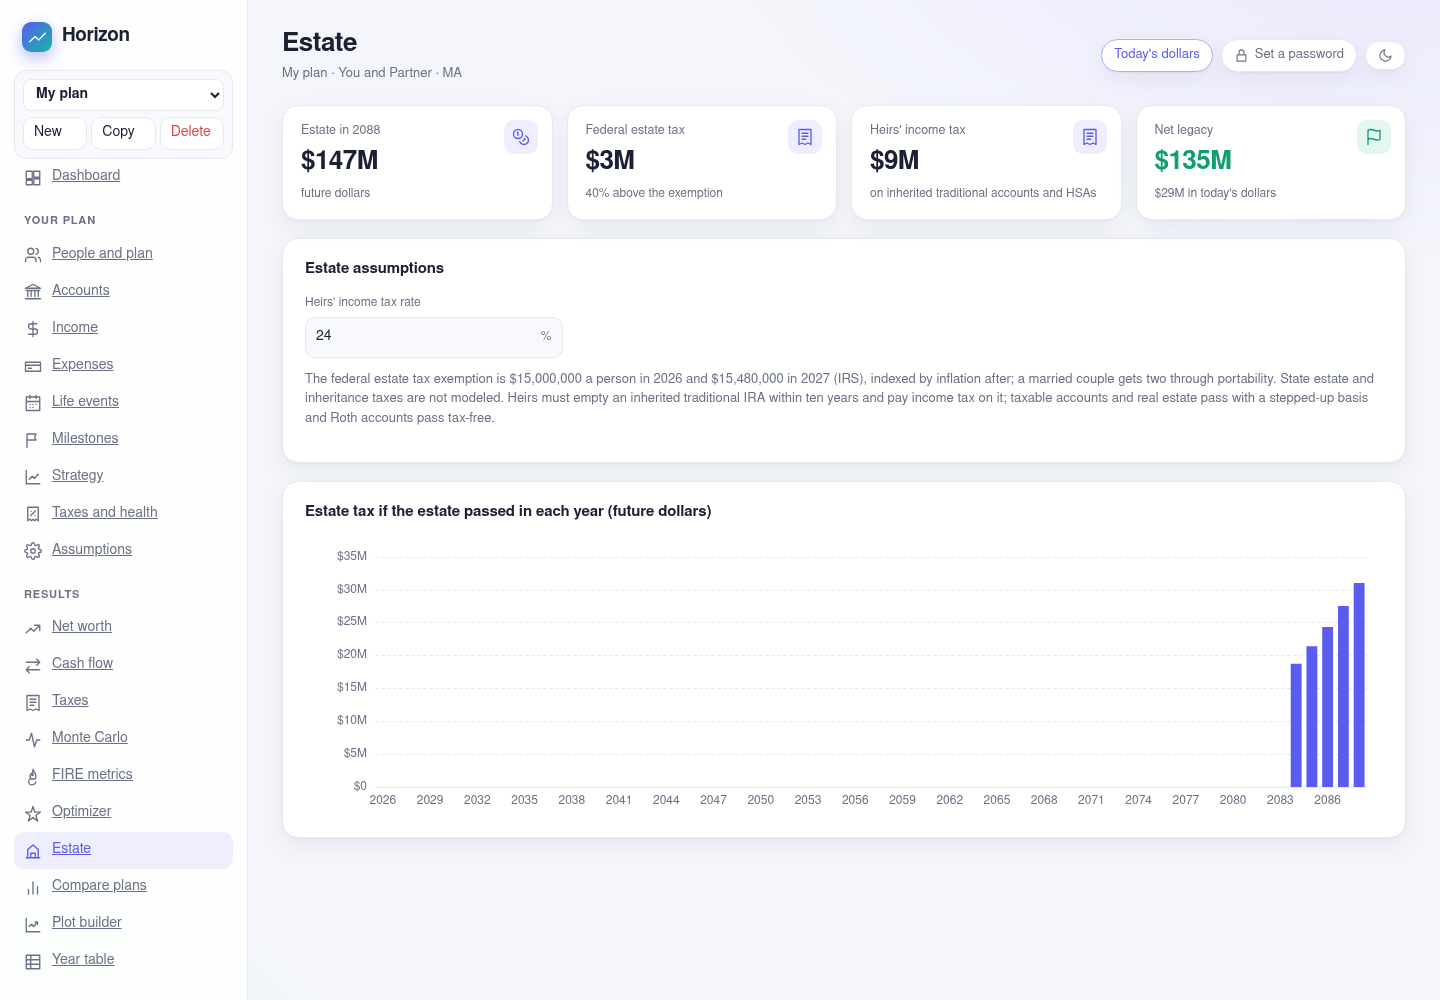 Horizon
My plan
New
Copy
Delete
Dashboard
YOUR PLAN
People and plan
Accounts
Income
Expenses
Life events
Milestones
Strategy
Taxes and health
Assumptions
RESULTS
Net worth
Cash flow
Taxes
Monte Carlo
FIRE metrics
Optimizer
Estate
Compare plans
Plot builder
Year table
Estate
My plan · You and Partner · MA
Today's dollars
Set a password
Estate in 2088
$147M
future dollars
Federal estate tax
$3M
40% above the exemption
Heirs' income tax
$9M
on inherited traditional accounts and HSAs
Net legacy
$135M
$29M in today's dollars
Estate assumptions
Heirs' income tax rate
24 %
The federal estate tax exemption is $15,000,000 a person in 2026 and $15,480,000 in 2027 (IRS), indexed by inflation after; a married couple gets two through portability. State estate and
inheritance taxes are not modeled. Heirs must empty an inherited traditional IRA within ten years and pay income tax on it; taxable accounts and real estate pass with a stepped-up basis
and Roth accounts pass tax-free.
Estate tax if the estate passed in each year (future dollars)
$35M
$30M
$25M
$20M
$15M
$10M
$5M
$0
2026 2029 2032 2035 2038 2041 2044 2047 2050 2053 2056 2059 2062 2065 2068 2071 2074 2077 2080 2083 2086